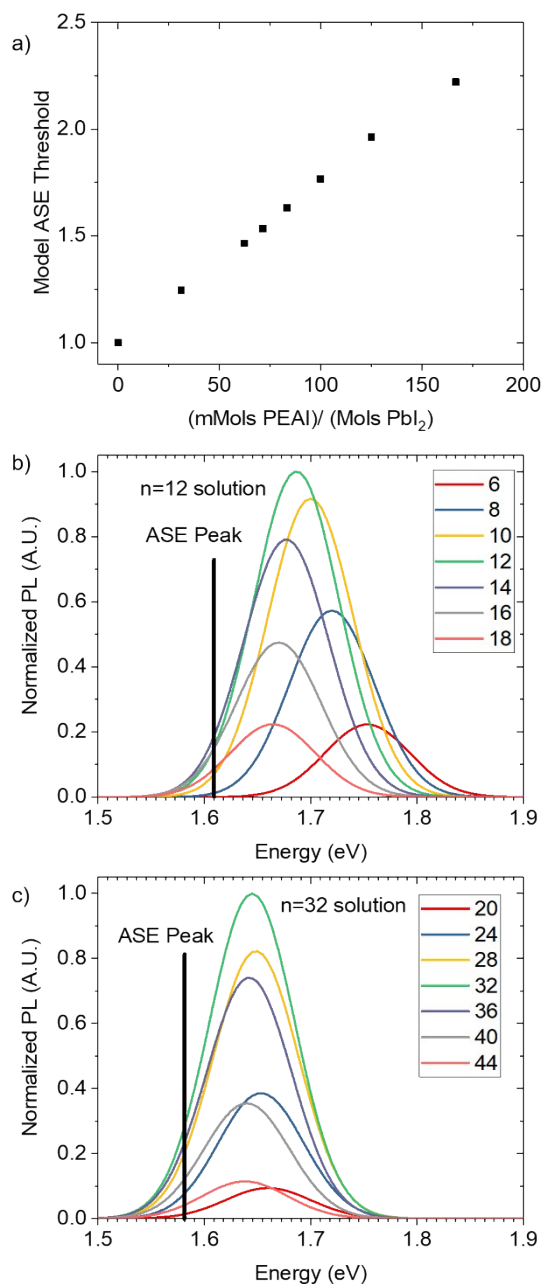 a)
2.5
2.0
1.5
1.0
Model ASE Threshold
0 50 100 150 200
(mMols PEAI)/ (Mols PbI₂)
b)
1.0
0.8
0.6
0.4
0.2
0.0
Normalized PL (A.U.)
n=12 solution
ASE Peak
6
8
10
12
14
16
18
1.5 1.6 1.7 1.8 1.9
Energy (eV)
c)
1.0
0.8
0.6
0.4
0.2
0.0
Normalized PL (A.U.)
n=32 solution
ASE Peak
20
24
28
32
36
40
44
1.5 1.6 1.7 1.8 1.9
Energy (eV)